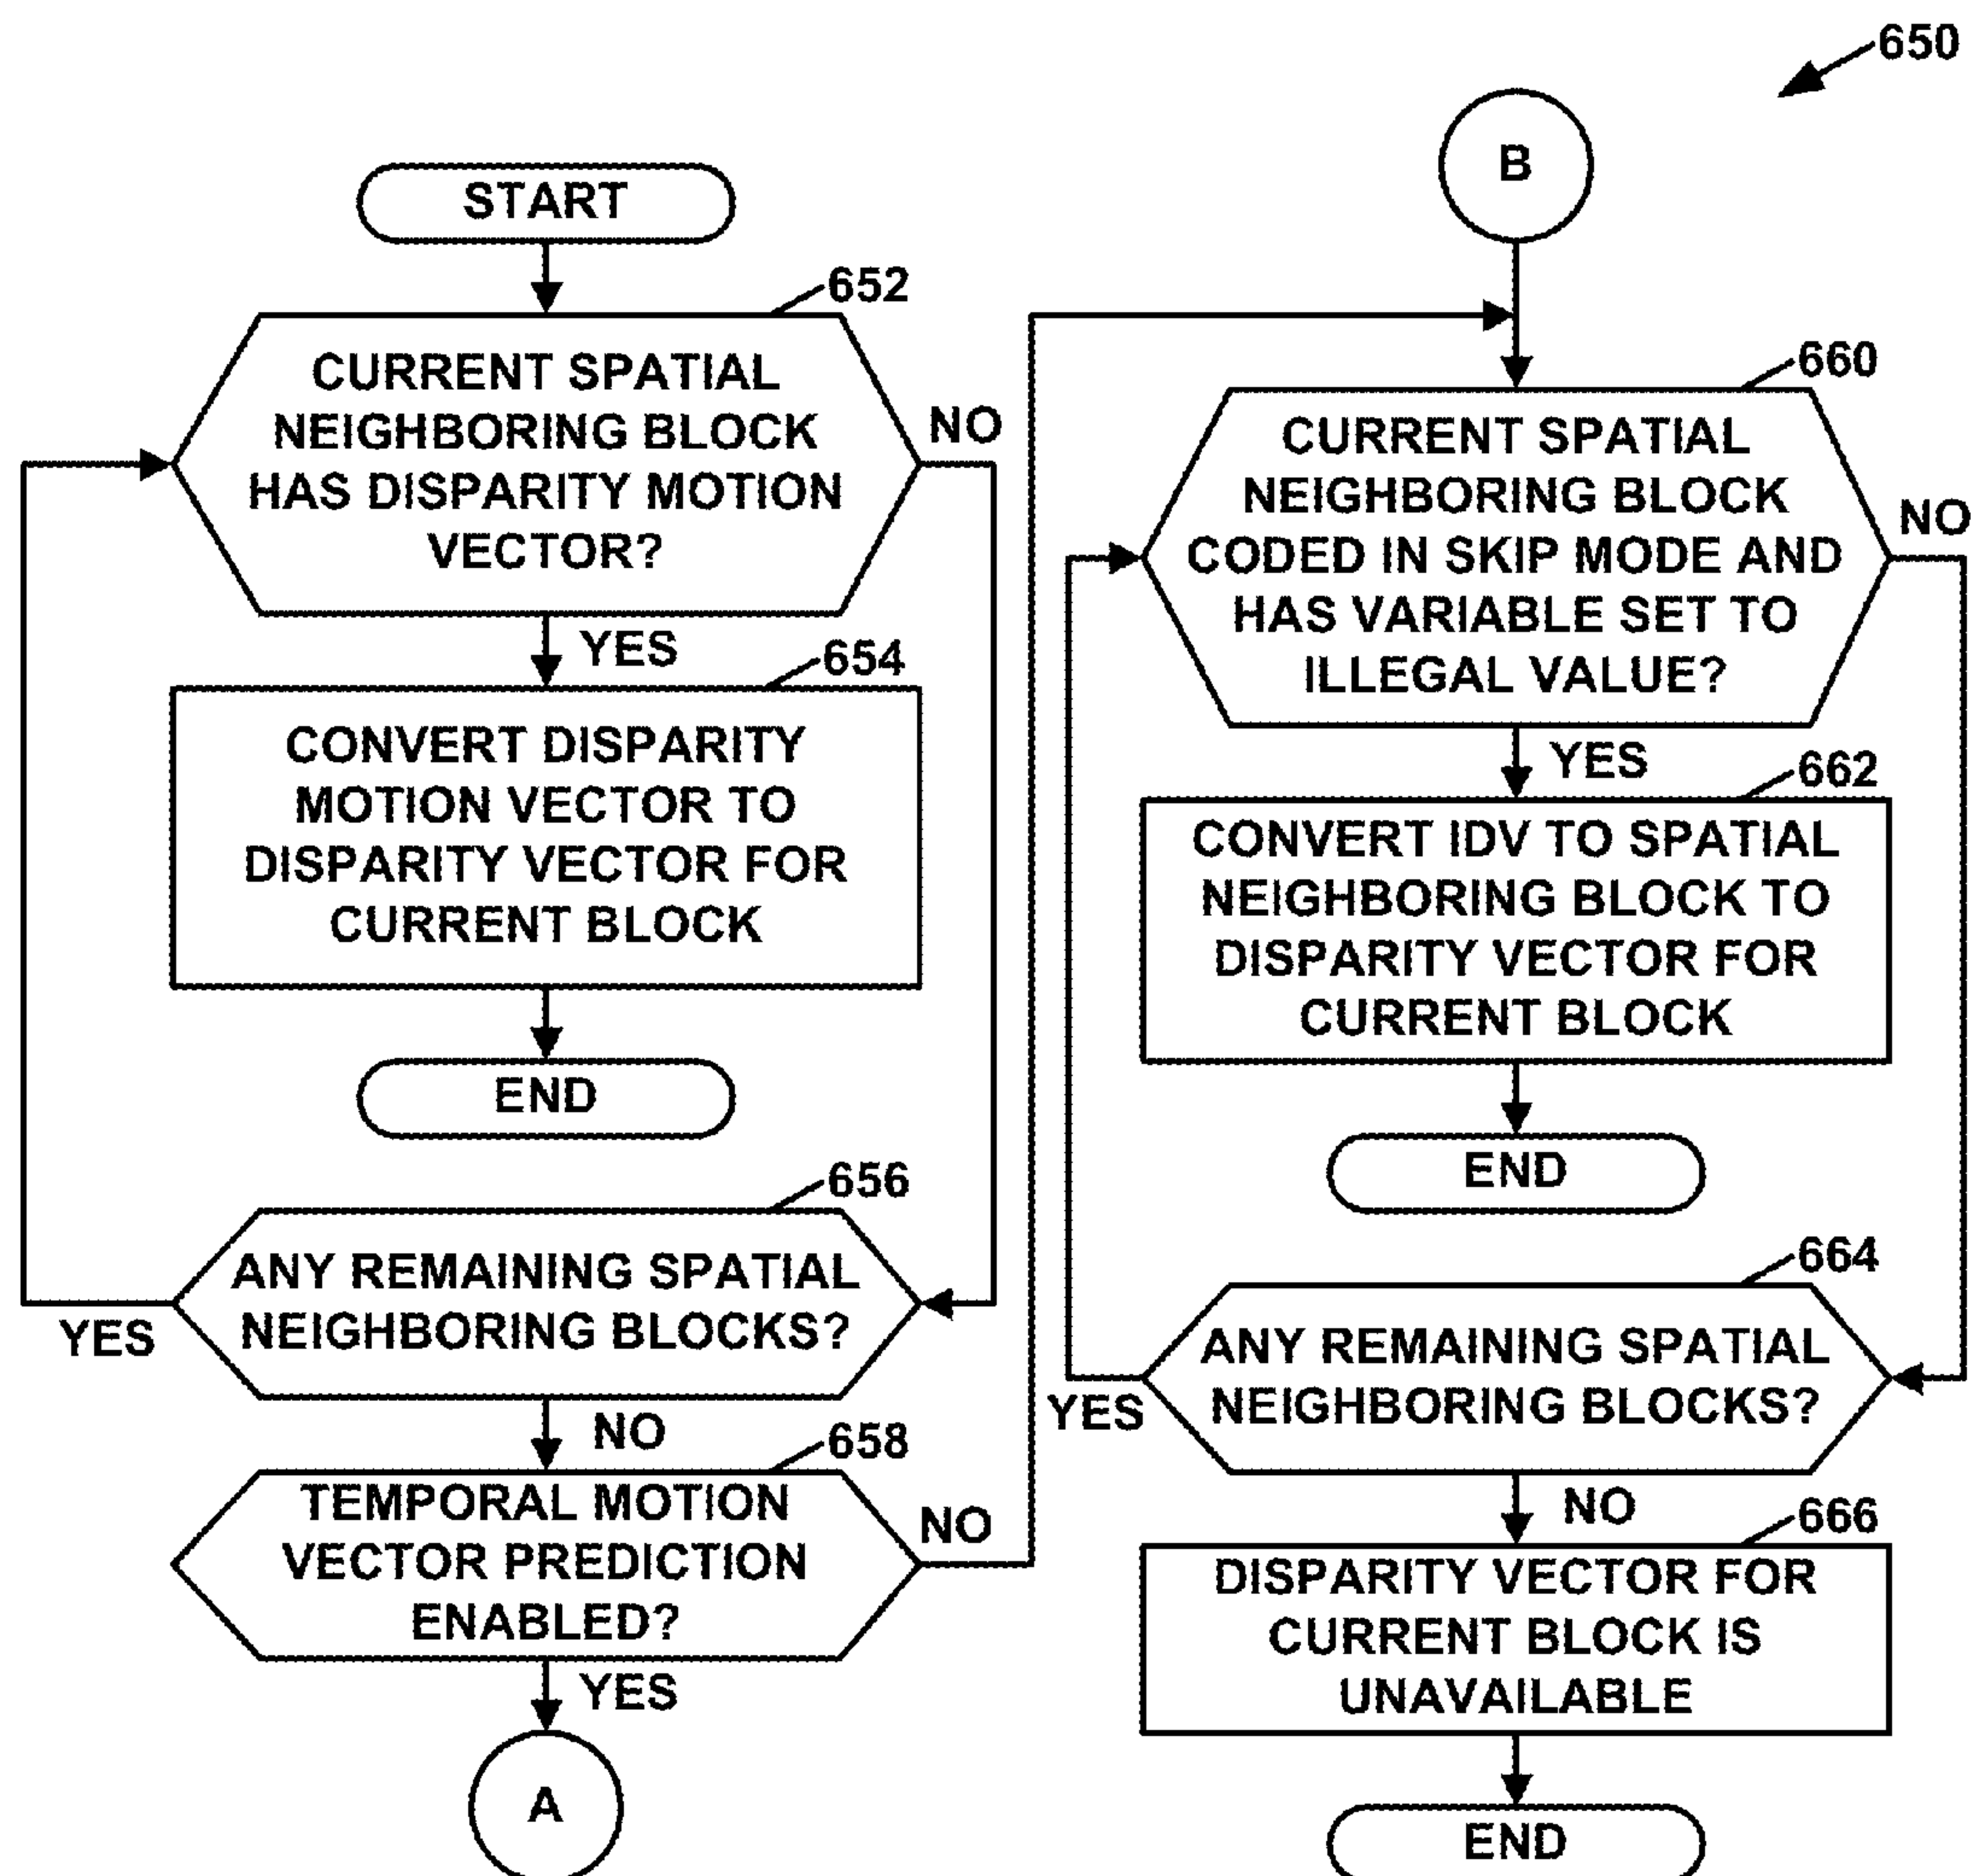 650
START
652
CURRENT SPATIAL
NEIGHBORING BLOCK
HAS DISPARITY MOTION
VECTOR?
NO
YES
654
CONVERT DISPARITY
MOTION VECTOR TO
DISPARITY VECTOR FOR
CURRENT BLOCK
END
656
ANY REMAINING SPATIAL
NEIGHBORING BLOCKS?
YES
NO
658
TEMPORAL MOTION
VECTOR PREDICTION
ENABLED?
NO
YES
A
B
660
CURRENT SPATIAL
NEIGHBORING BLOCK
CODED IN SKIP MODE AND
HAS VARIABLE SET TO
ILLEGAL VALUE?
NO
YES
662
CONVERT IDV TO SPATIAL
NEIGHBORING BLOCK TO
DISPARITY VECTOR FOR
CURRENT BLOCK
END
664
ANY REMAINING SPATIAL
NEIGHBORING BLOCKS?
YES
NO
666
DISPARITY VECTOR FOR
CURRENT BLOCK IS
UNAVAILABLE
END